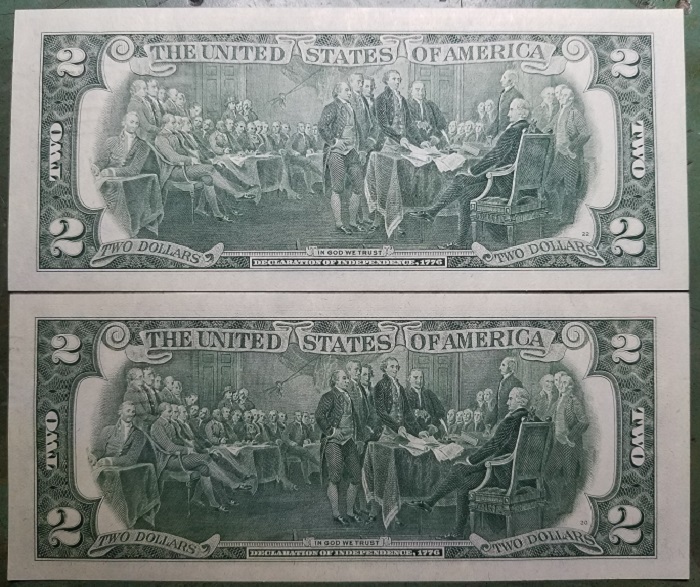 2 THE UNITED STATES OF AMERICA 2
TWO TWO
2 TWO DOLLARS IN GOD WE TRUST TWO DOLLARS 2
DECLARATION OF INDEPENDENCE, 1776
22
2 THE UNITED STATES OF AMERICA 2
TWO TWO
2 TWO DOLLARS IN GOD WE TRUST TWO DOLLARS 2
DECLARATION OF INDEPENDENCE, 1776
20